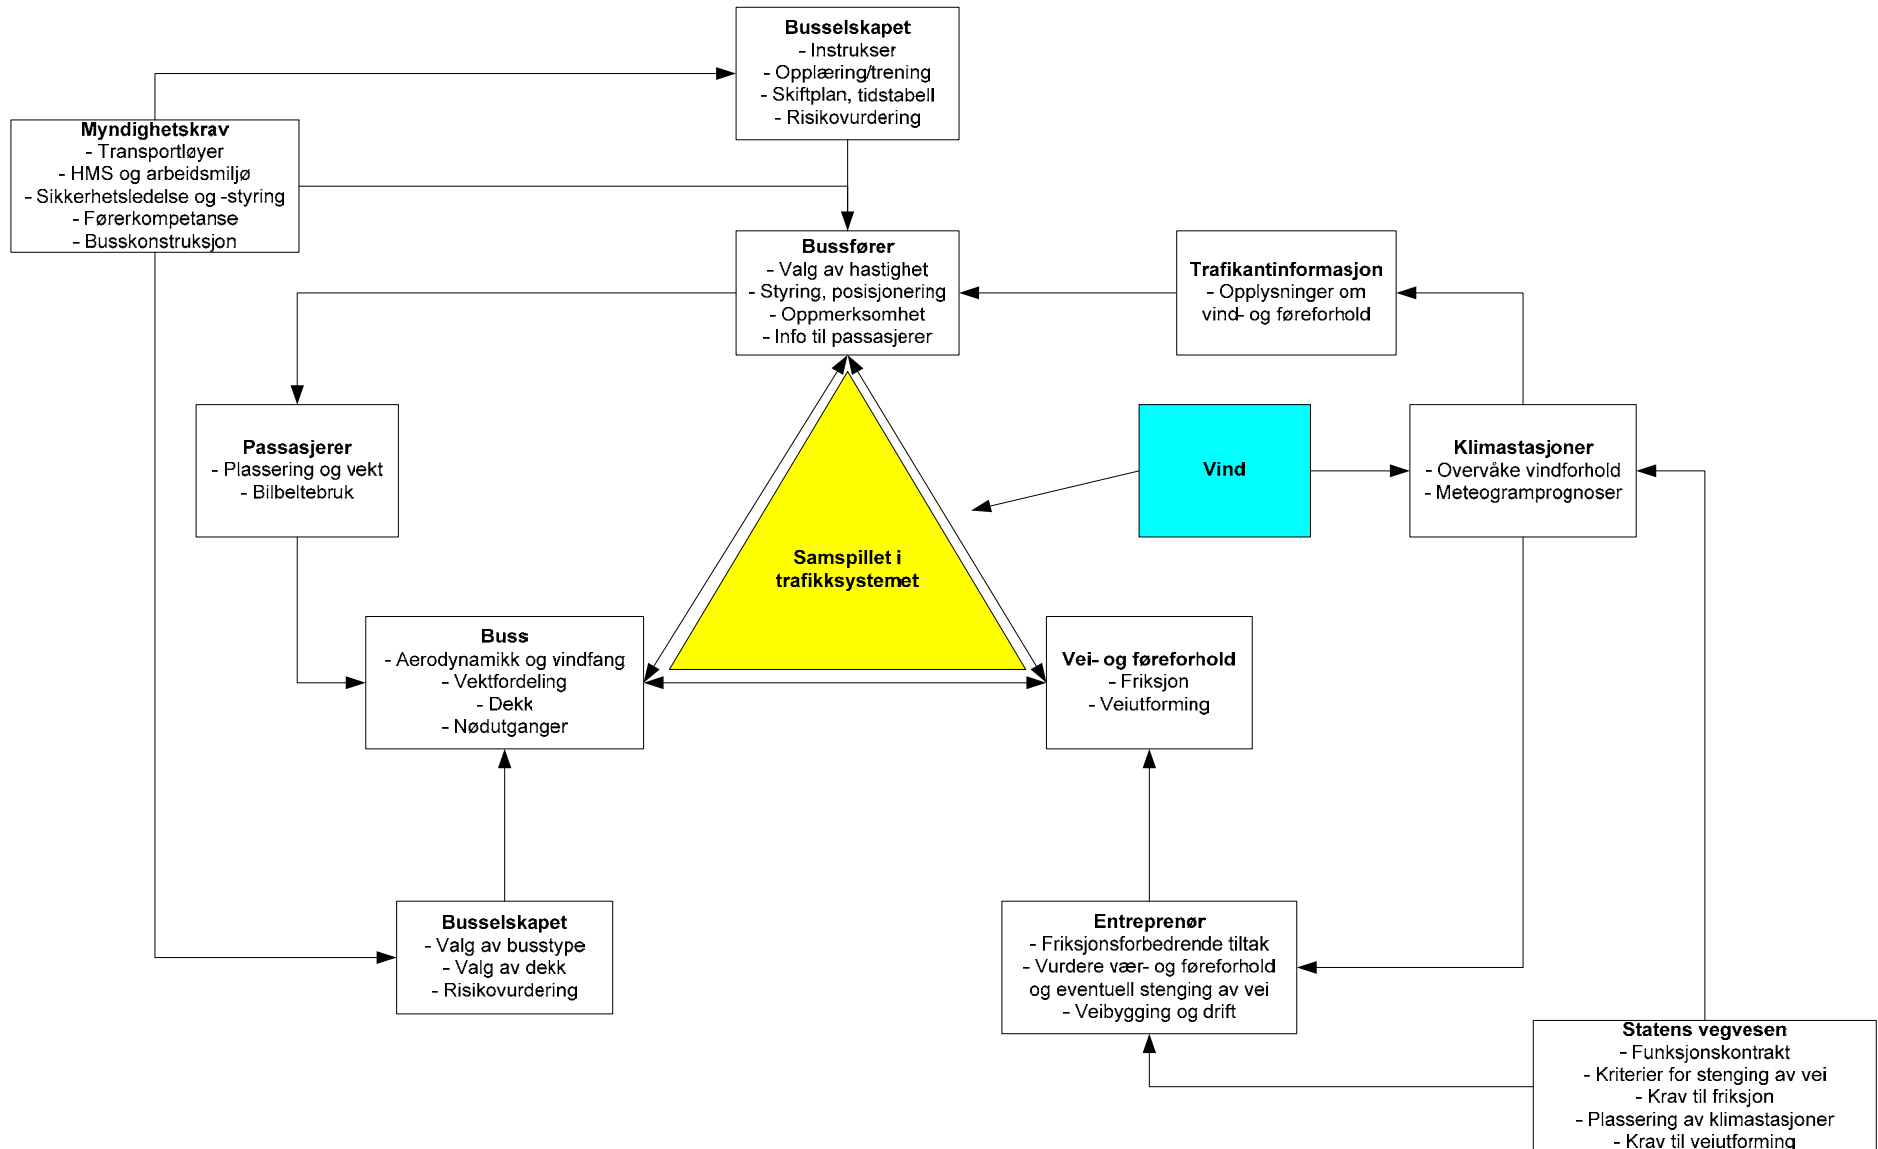 Busselskapet
- Instrukser
- Opplæring/trening
- Skiftplan, tidstabell
- Risikovurdering
Myndighetskrav
- Transportløyer
- HMS og arbeidsmiljø
- Sikkerhetsledelse og -styring
- Førerkompetanse
- Busskonstruksjon
Bussfører
- Valg av hastighet
- Styring, posisjonering
- Oppmerksomhet
- Info til passasjerer
Trafikantinformasjon
- Opplysninger om
vind- og føreforhold
Passasjerer
- Plassering og vekt
- Bilbeltebruk
Vind
Klimastasjoner
- Overvåke vindforhold
- Meteogramprognoser
Samspillet i
trafikksystemet
Buss
- Aerodynamikk og vindfang
- Vektfordeling
- Dekk
- Nødutganger
Vei- og føreforhold
- Friksjon
- Veiutforming
Busselskapet
- Valg av busstype
- Valg av dekk
- Risikovurdering
Entreprenør
- Friksjonsforbedrende tiltak
- Vurdere vær- og føreforhold
og eventuell stenging av vei
- Veibygging og drift
Statens vegvesen
- Funksjonskontrakt
- Kriterier for stenging av vei
- Krav til friksjon
- Plassering av klimastasjoner
- Krav til veiutforming